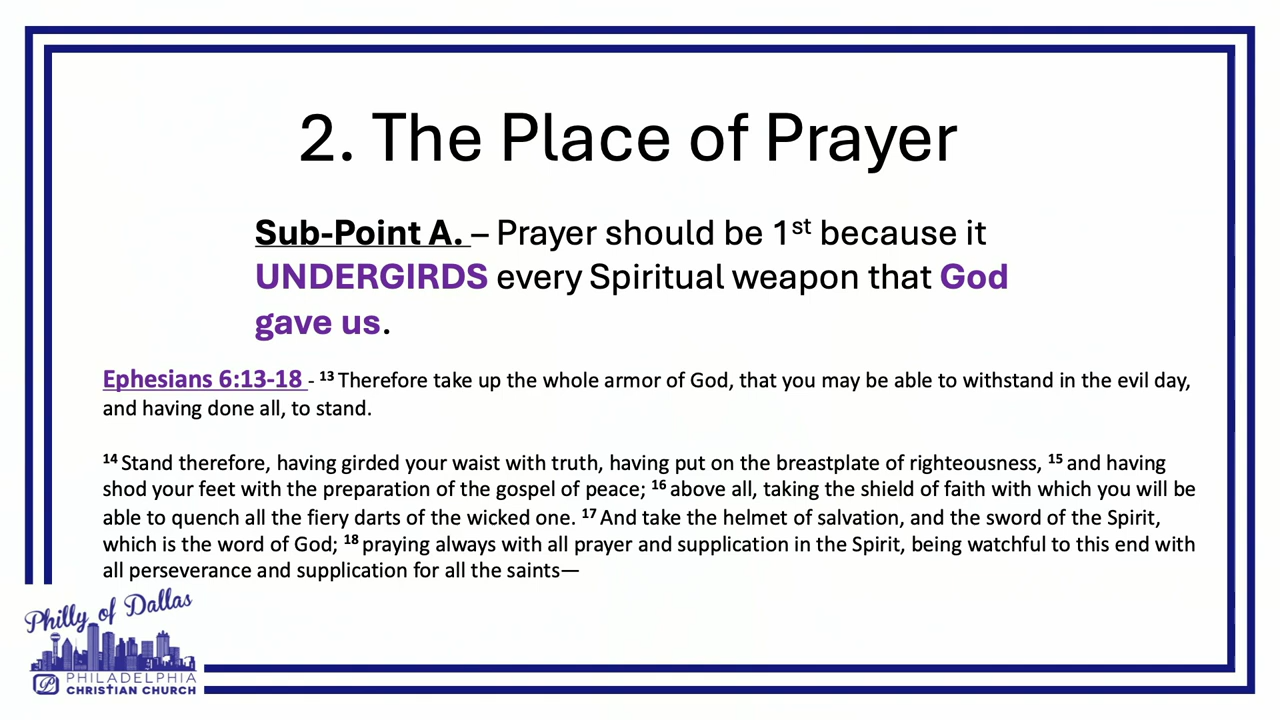 2. The Place of Prayer
Sub-Point A. – Prayer should be 1st because it
UNDERGIRDS every Spiritual weapon that God
gave us.
Ephesians 6:13-18 - 13 Therefore take up the whole armor of God, that you may be able to withstand in the evil day,
and having done all, to stand.
14 Stand therefore, having girded your waist with truth, having put on the breastplate of righteousness, 15 and having
shod your feet with the preparation of the gospel of peace; 16 above all, taking the shield of faith with which you will be
able to quench all the fiery darts of the wicked one. 17 And take the helmet of salvation, and the sword of the Spirit,
which is the word of God; 18 praying always with all prayer and supplication in the Spirit, being watchful to this end with
all perseverance and supplication for all the saints—
Philly of Dallas
PHILADELPHIA
CHRISTIAN CHURCH